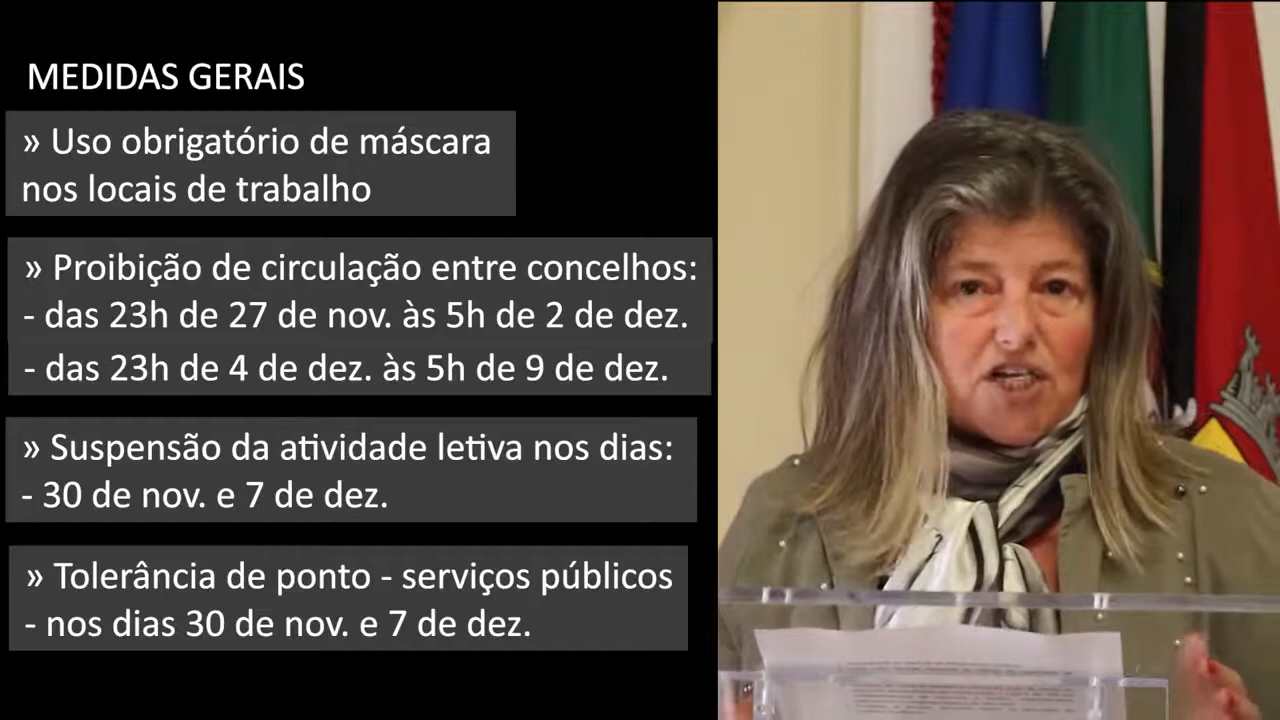 MEDIDAS GERAIS
» Uso obrigatório de máscara
nos locais de trabalho
» Proibição de circulação entre concelhos:
- das 23h de 27 de nov. às 5h de 2 de dez.
- das 23h de 4 de dez. às 5h de 9 de dez.
» Suspensão da atividade letiva nos dias:
- 30 de nov. e 7 de dez.
» Tolerância de ponto - serviços públicos
- nos dias 30 de nov. e 7 de dez.